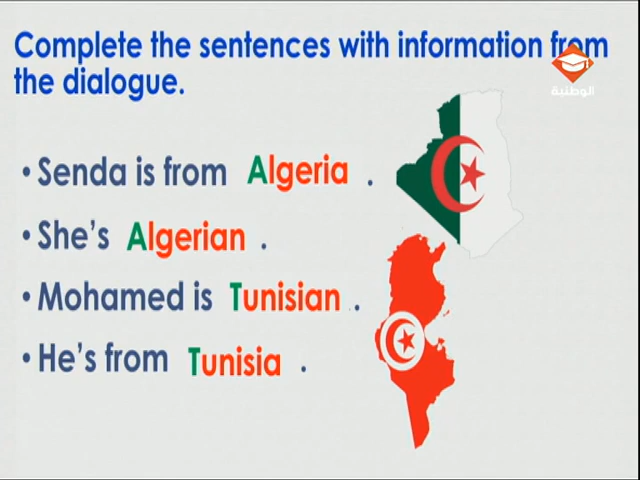 Complete the sentences with information from
the dialogue.
الوطنية
•Senda is from Algeria .
•She's Algerian .
•Mohamed is Tunisian .
•He's from Tunisia .